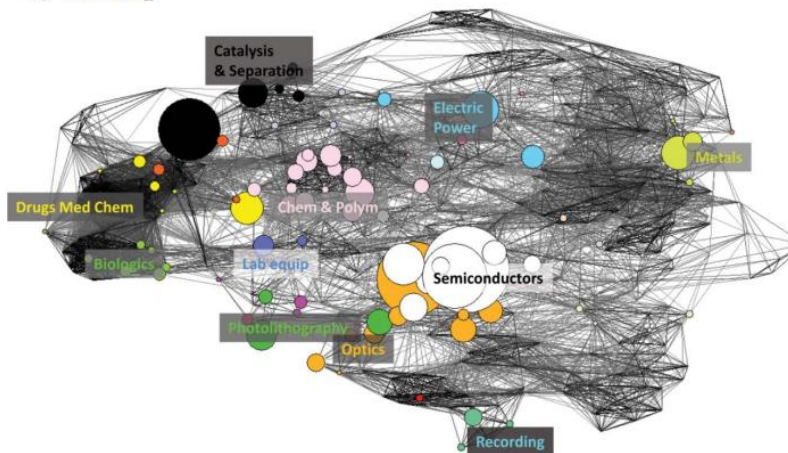 Catalysis
& Separation
Electric
Power
Metals
Drugs Med Chem
Chem & Polym
Biologics
Lab equip
Semiconductors
Photolithography
Optics
Recording